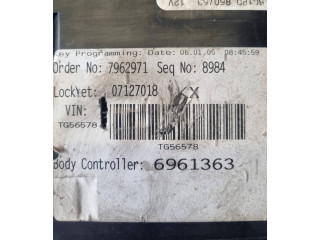 Key Programming: Date: 06.01.05 08:45:59
Order No: 7962971 Seq No: 8984
Lockset: 07127018 KX
VIN:
TG56578
TG56578
Body Controller: 6961363